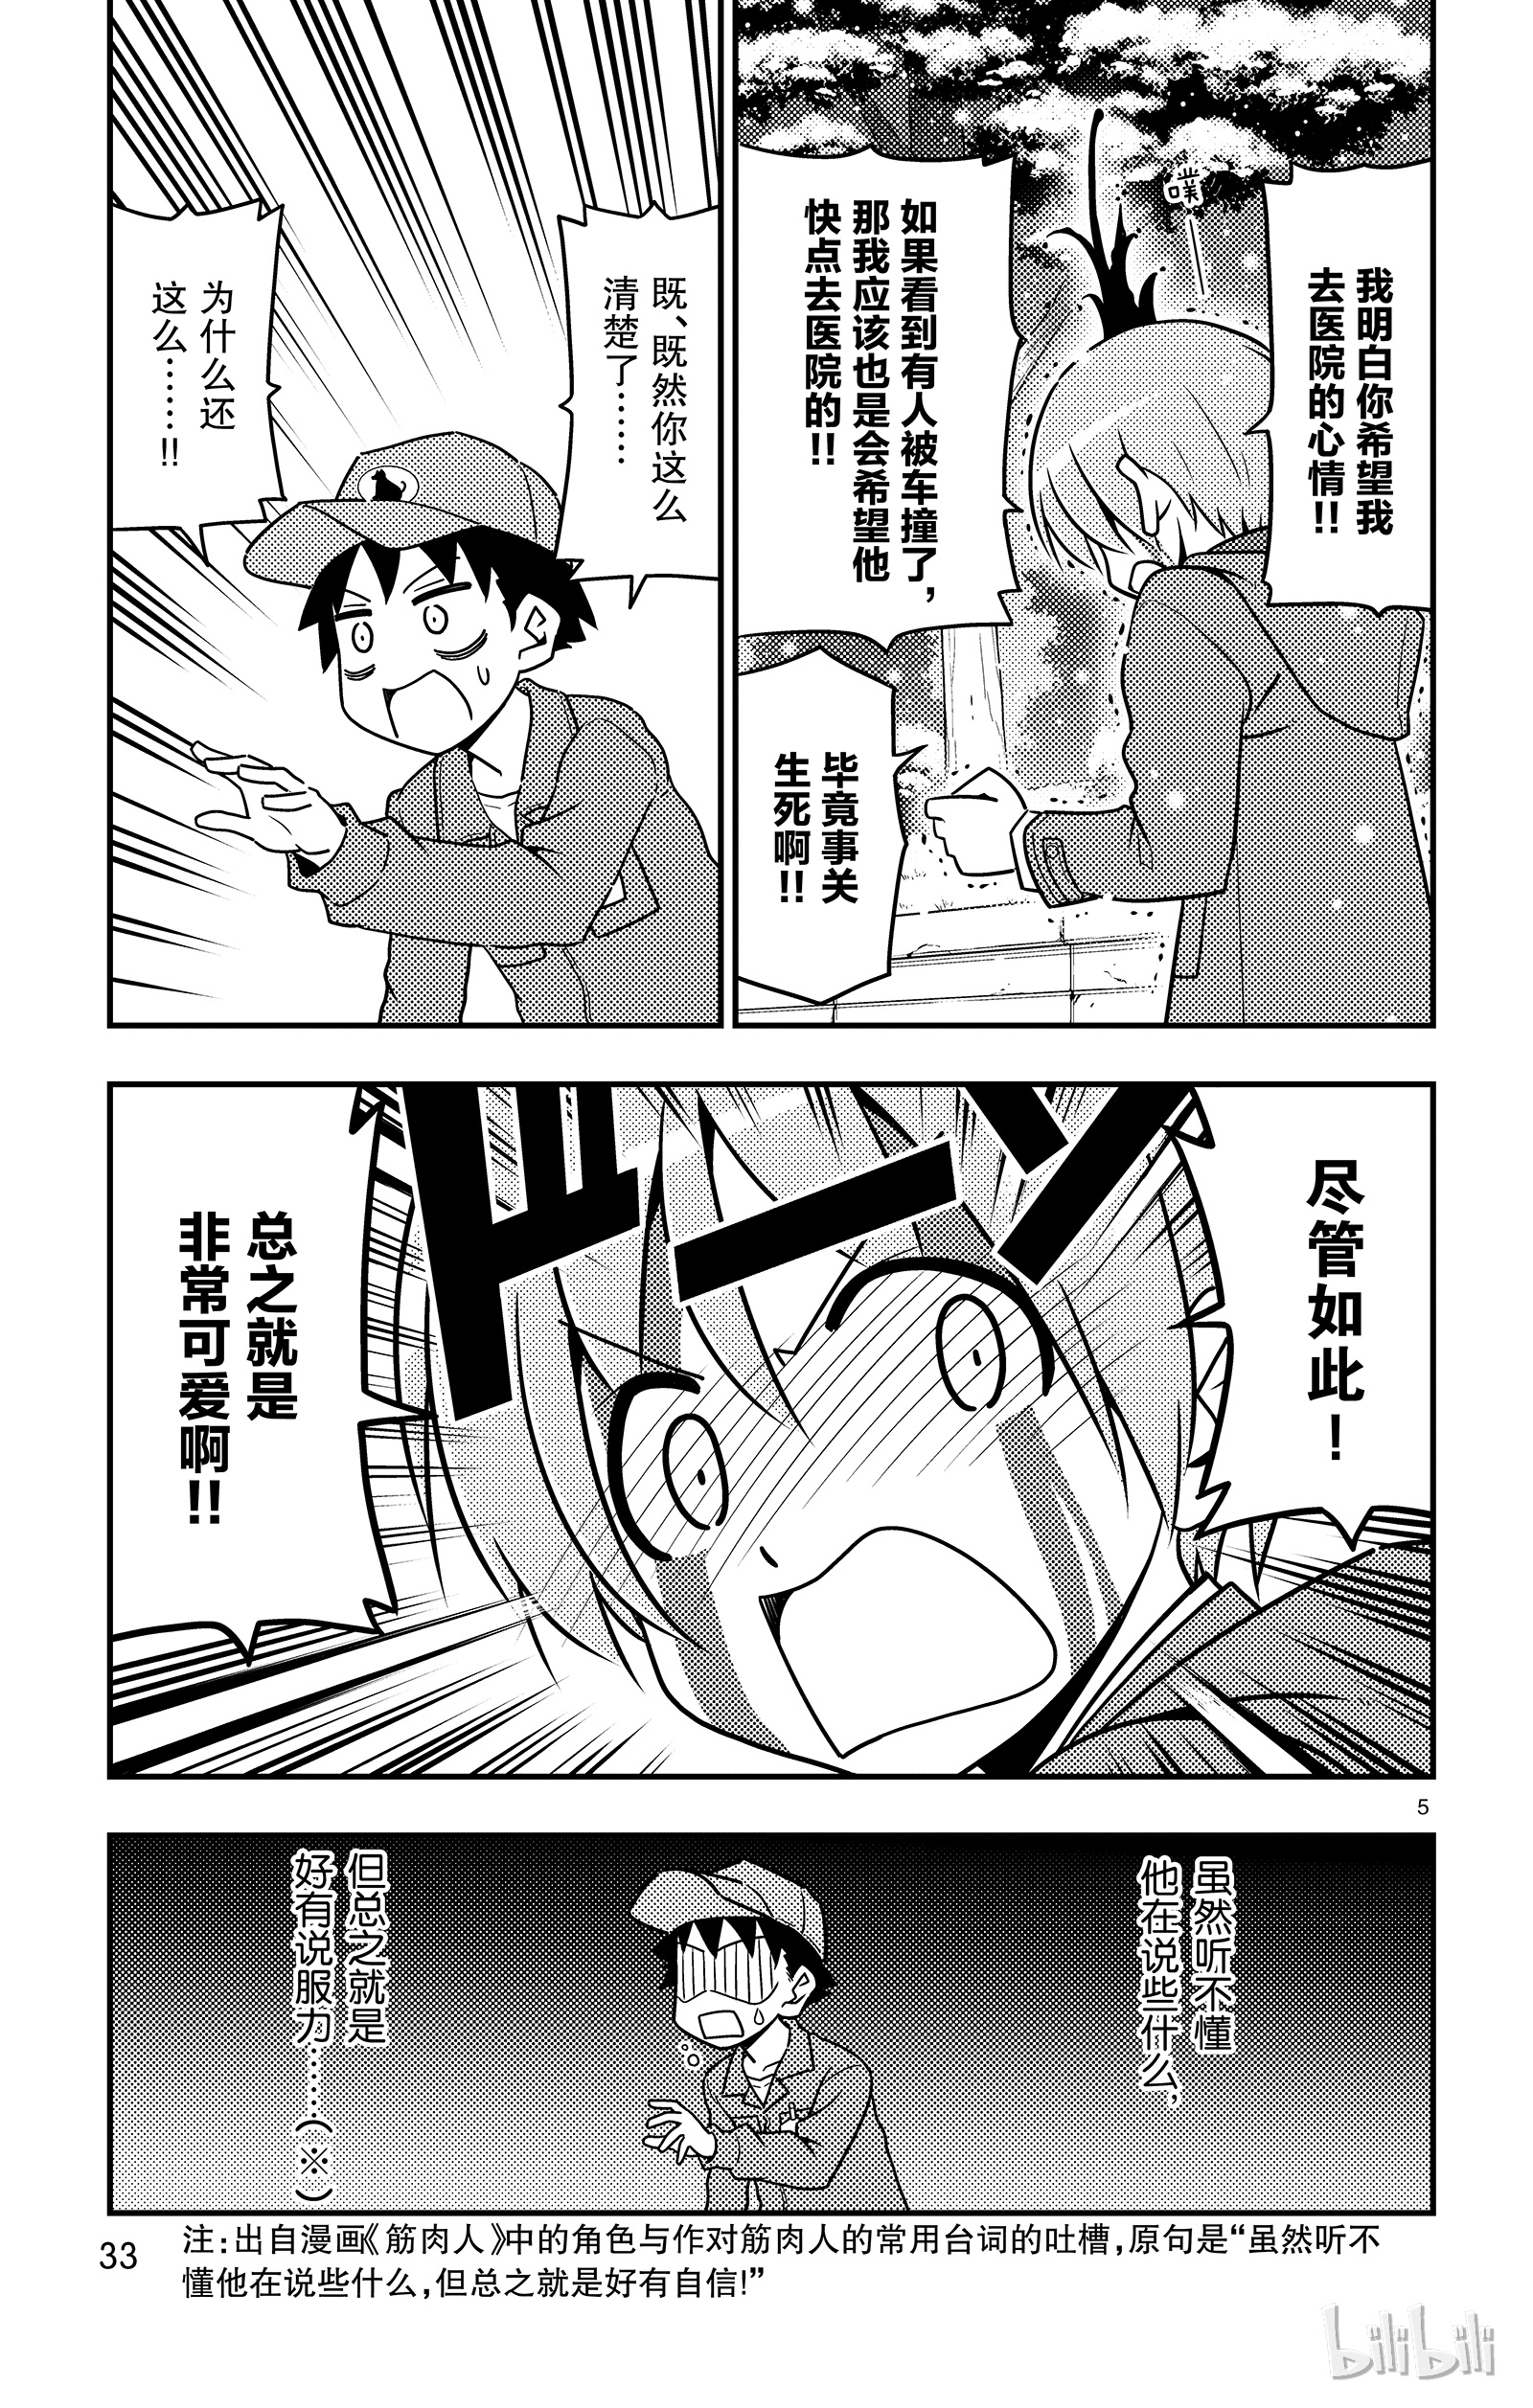 我明白你希望我
去医院的心情!!
噗
如果看到有人被车撞了,
那我应该也是会希望他
快点去医院的!!
毕竟事关
生死啊!!
既、既然你这么
清楚了……
为什么还
这么……!!
尽管如此!
总之就是
非常可爱啊!!
5
虽然听不懂
他在说些什么,
但总之就是
好有说服力……(※)
33
注:出自漫画《筋肉人》中的角色与作对筋肉人的常用台词的吐槽,原句是“虽然听不
懂他在说些什么,但总之就是好有自信!”
bilibili